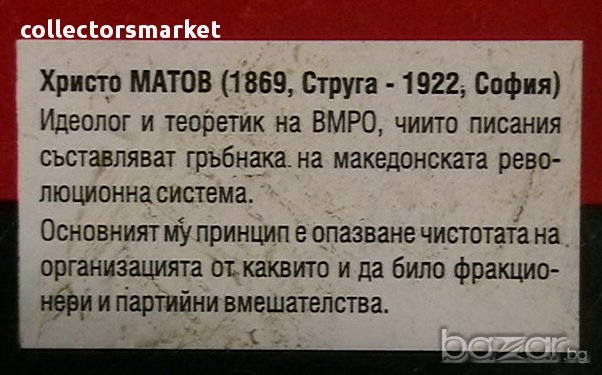 collectorsmarket
Христо МАТОВ (1869, Струга - 1922, София)
Идеолог и теоретик на ВМРО, чиито писания
съставляват гръбнака на македонската рево-
люционна система.
Основният му принцип е опазване чистотата на
организацията от каквито и да било фракцио-
нери и партийни вмешателства.
bazar.bg